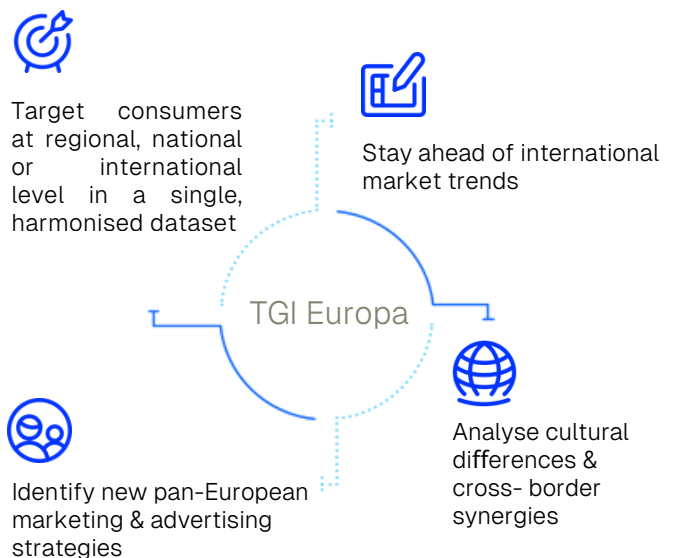 Target consumers
at regional, national
or international
level in a single,
harmonised dataset
Stay ahead of international
market trends
TGI Europa
Analyse cultural
differences &
cross- border
synergies
Identify new pan-European
marketing & advertising
strategies